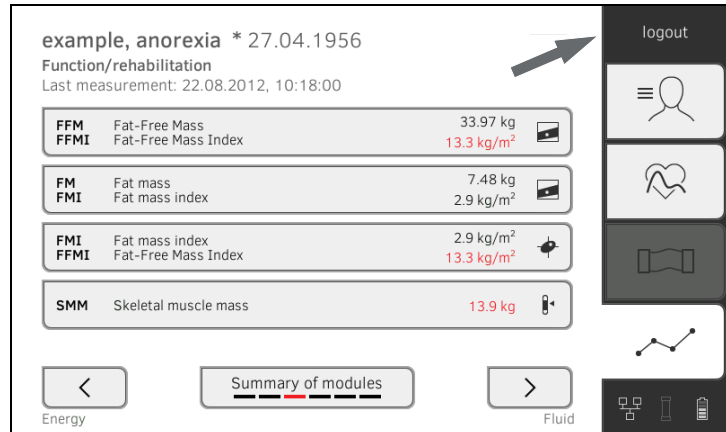 example, anorexia * 27.04.1956
Function/rehabilitation
Last measurement: 22.08.2012, 10:18:00
logout
FFM Fat-Free Mass 33.97 kg
FFMI Fat-Free Mass Index 13.3 kg/m²
FM Fat mass 7.48 kg
FMI Fat mass index 2.9 kg/m²
FMI Fat mass index 2.9 kg/m²
FFMI Fat-Free Mass Index 13.3 kg/m²
SMM Skeletal muscle mass 13.9 kg
Summary of modules
Energy
Fluid